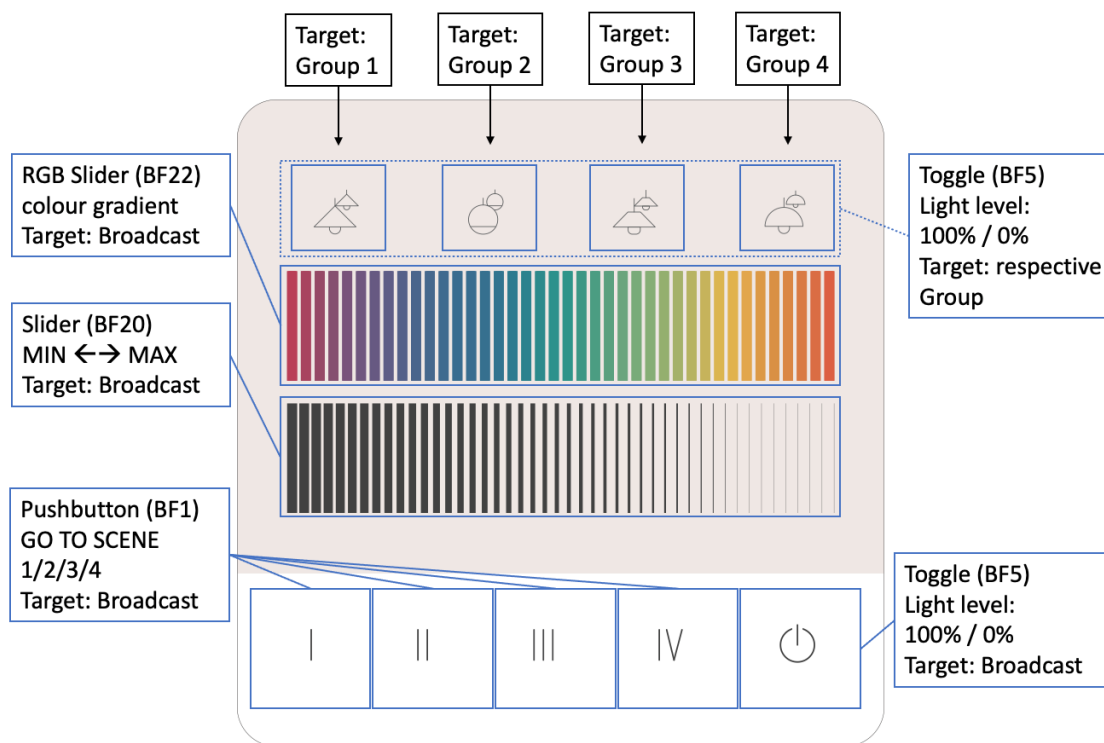 Target:
Group 1
Target:
Group 2
Target:
Group 3
Target:
Group 4
RGB Slider (BF22)
colour gradient
Target: Broadcast
Toggle (BF5)
Light level:
100% / 0%
Target: respective
Group
Slider (BF20)
MIN ←→ MAX
Target: Broadcast
Pushbutton (BF1)
GO TO SCENE
1/2/3/4
Target: Broadcast
Toggle (BF5)
Light level:
100% / 0%
Target: Broadcast
I II III IV